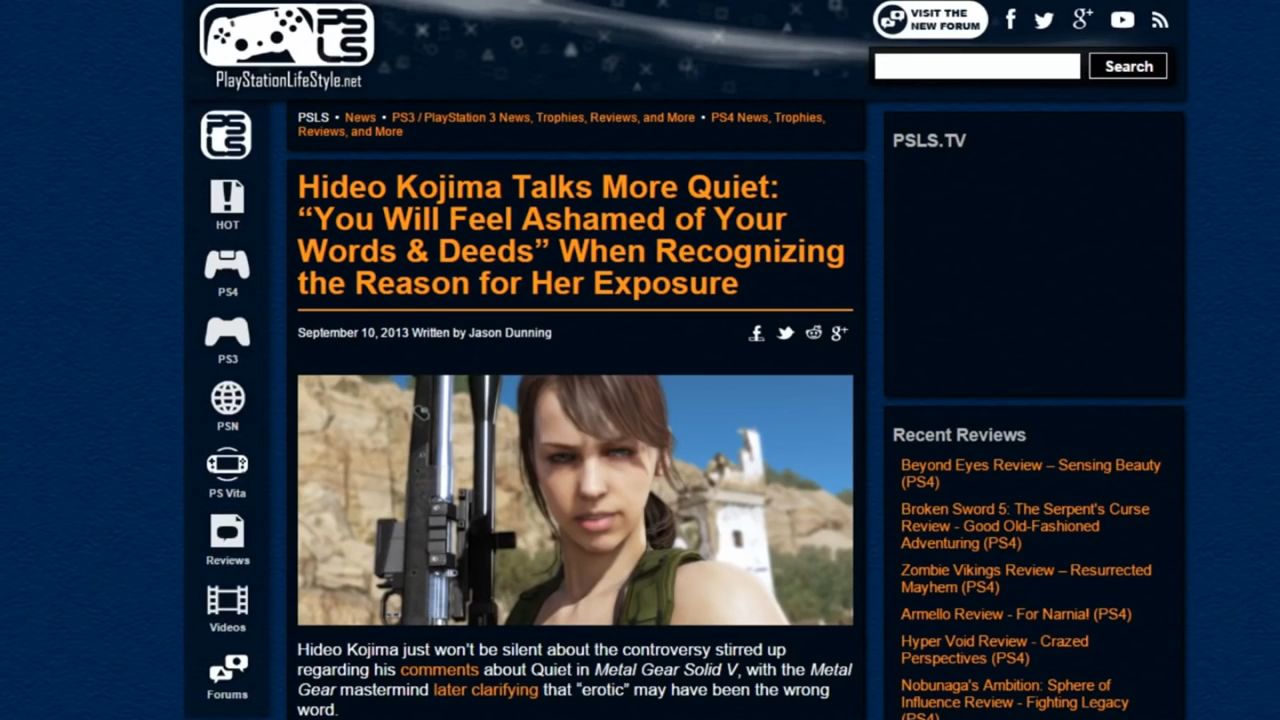 PS
LS
PlayStationLifeStyle.net
VISIT THE
NEW FORUM
Search
PSLS • News • PS3 / PlayStation 3 News, Trophies, Reviews, and More • PS4 News, Trophies,
Reviews, and More
PS
LS
HOT
PS4
PS3
PSN
PS Vita
Reviews
Videos
Forums
Hideo Kojima Talks More Quiet:
“You Will Feel Ashamed of Your
Words & Deeds” When Recognizing
the Reason for Her Exposure
September 10, 2013 Written by Jason Dunning
Hideo Kojima just won't be silent about the controversy stirred up
regarding his comments about Quiet in Metal Gear Solid V, with the Metal
Gear mastermind later clarifying that “erotic” may have been the wrong
word.
PSLS.TV
Recent Reviews
Beyond Eyes Review – Sensing Beauty
(PS4)
Broken Sword 5: The Serpent's Curse
Review - Good Old-Fashioned
Adventuring (PS4)
Zombie Vikings Review – Resurrected
Mayhem (PS4)
Armello Review - For Narnia! (PS4)
Hyper Void Review - Crazed
Perspectives (PS4)
Nobunaga's Ambition: Sphere of
Influence Review - Fighting Legacy
(PS4)